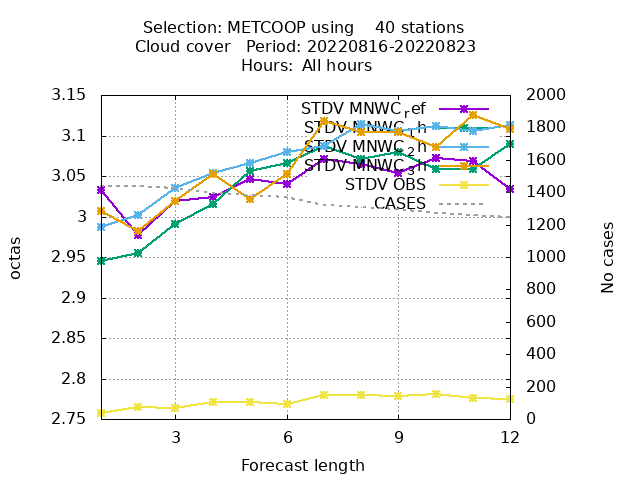 Selection: METCOOP using 40 stations
Cloud cover Period: 20220816-20220823
Hours: All hours
3.15
3.1
3.05
3
2.95
2.9
2.85
2.8
2.75
octas
STDV MNWC_ref
STDV MNWC_1h
STDV MNWC_2h
STDV MNWC_3h
STDV OBS
CASES
2000
1800
1600
1400
1200
1000
800
600
400
200
0
No cases
3 6 9 12
Forecast length